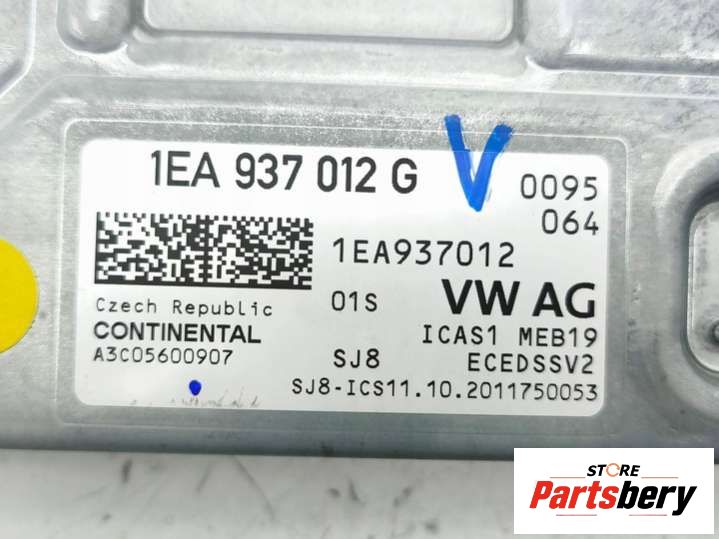 1EA 937 012 G
V
0095
064
1EA937012
Czech Republic
01S
VW AG
CONTINENTAL
ICAS1 MEB19
A3C05600907
SJ8
ECEDSSV2
SJ8-ICS11.10.2011750053
STORE
Partsbery